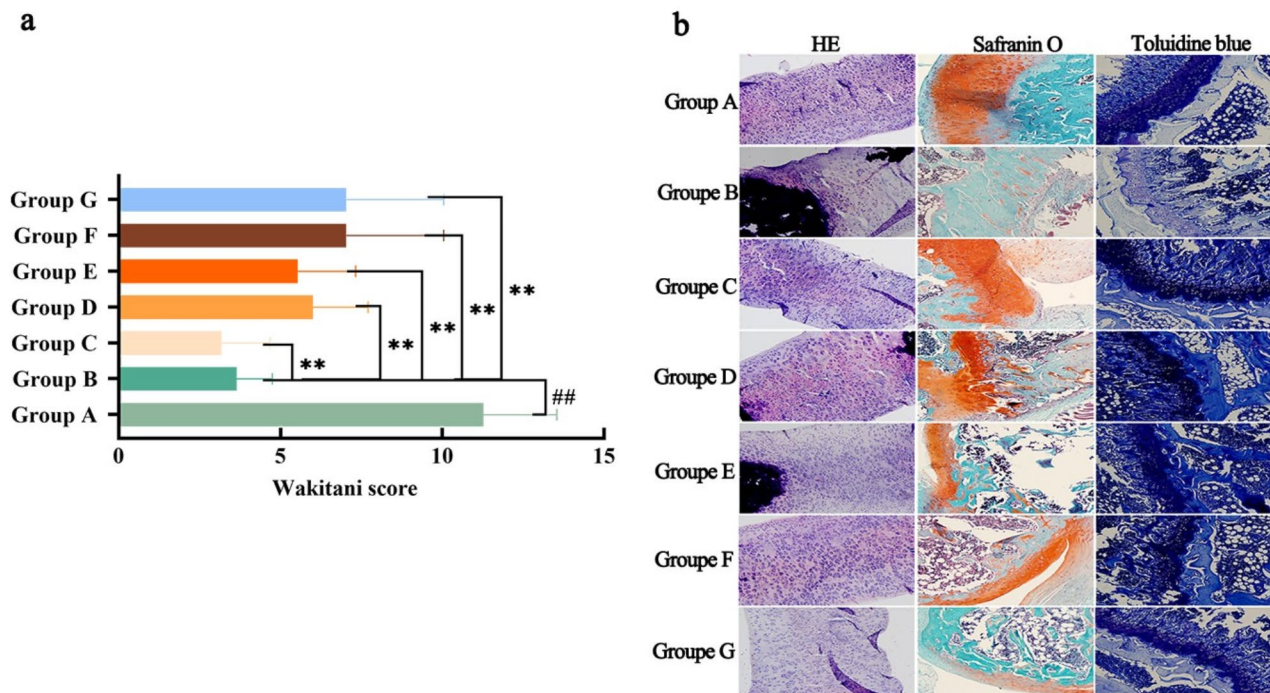 a
Group G
Group F
Group E
Group D
Group C
Group B
Group A
**
**
**
**
**
##
0 5 10 15
Wakitani score
b
HE Safranin O Toluidine blue
Group A
Groupe B
Groupe C
Groupe D
Groupe E
Groupe F
Groupe G